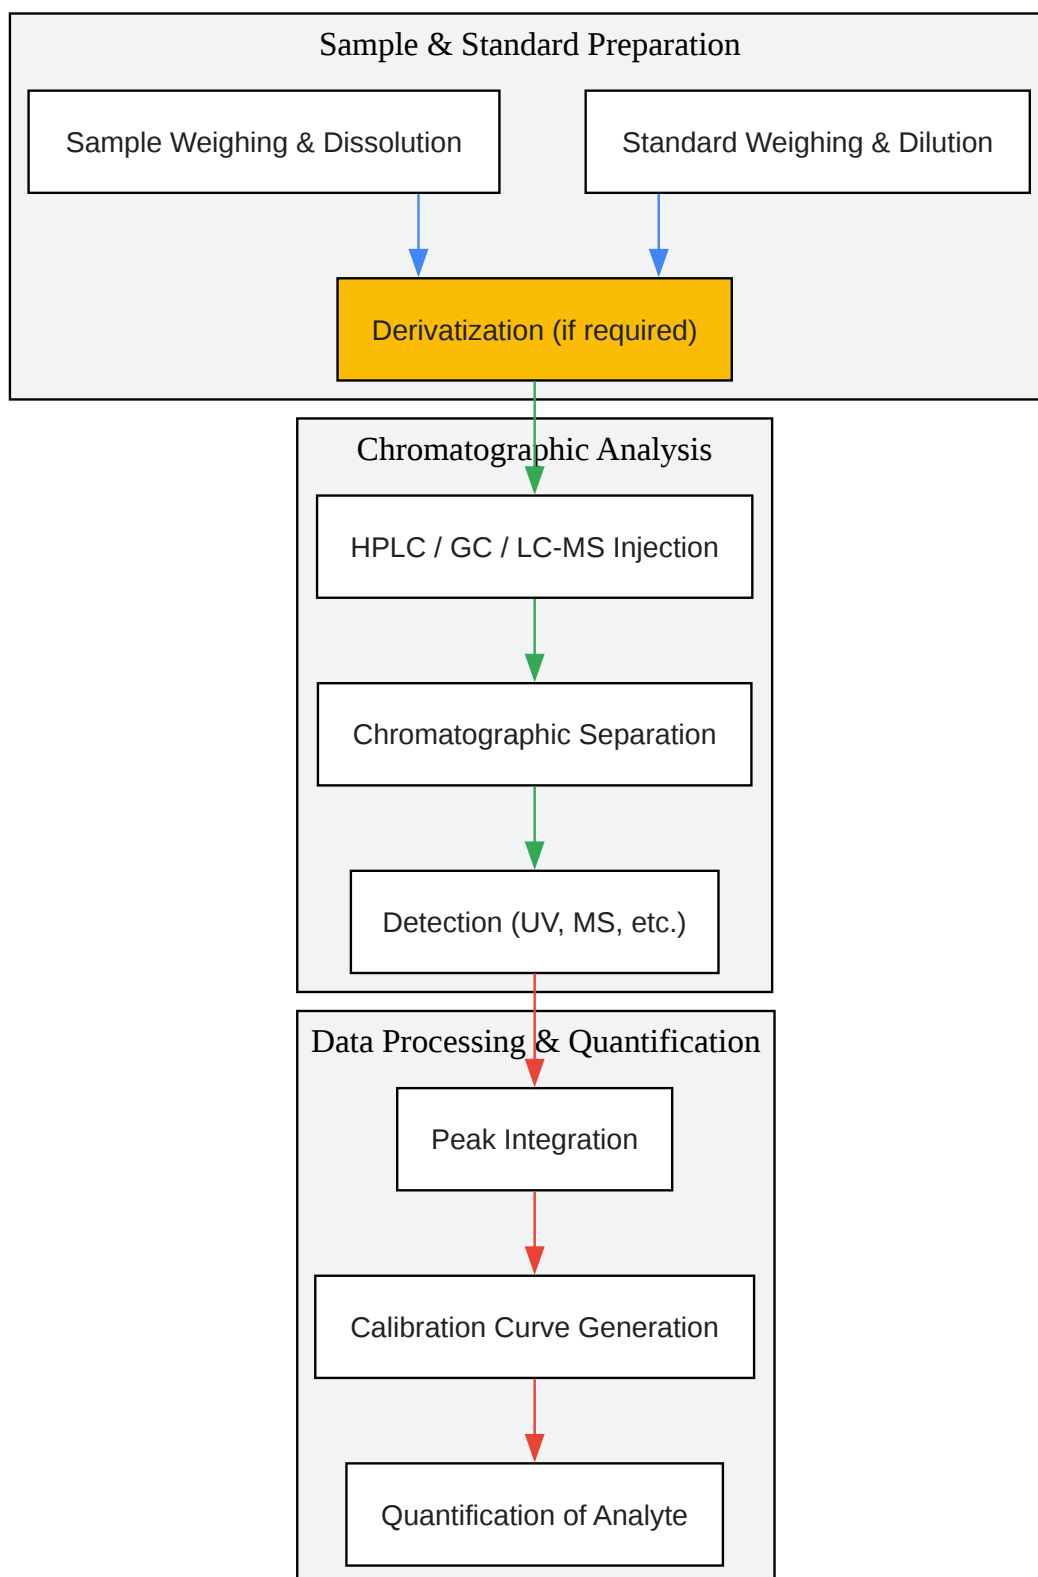 Sample & Standard Preparation
Sample Weighing & Dissolution
Standard Weighing & Dilution
Derivatization (if required)
Chromatographic Analysis
HPLC / GC / LC-MS Injection
Chromatographic Separation
Detection (UV, MS, etc.)
Data Processing & Quantification
Peak Integration
Calibration Curve Generation
Quantification of Analyte